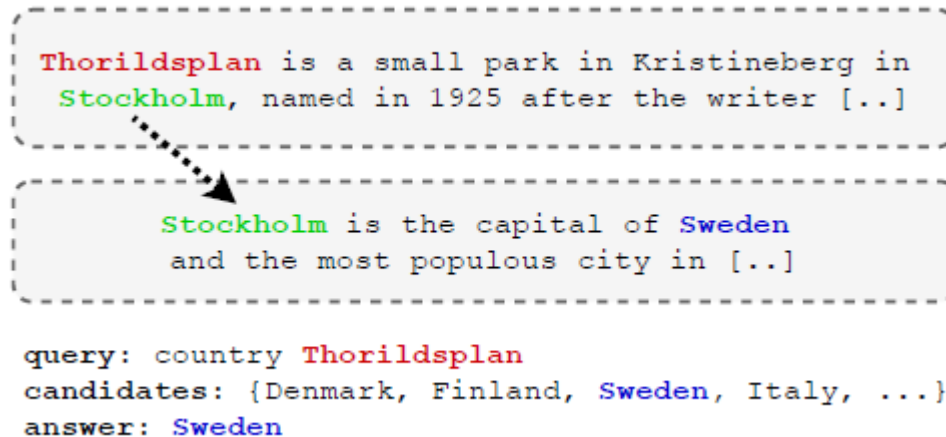 Thorildsplan is a small park in Kristineberg in
Stockholm, named in 1925 after the writer [..]
Stockholm is the capital of Sweden
and the most populous city in [..]
query: country Thorildsplan
candidates: {Denmark, Finland, Sweden, Italy, ...}
answer: Sweden